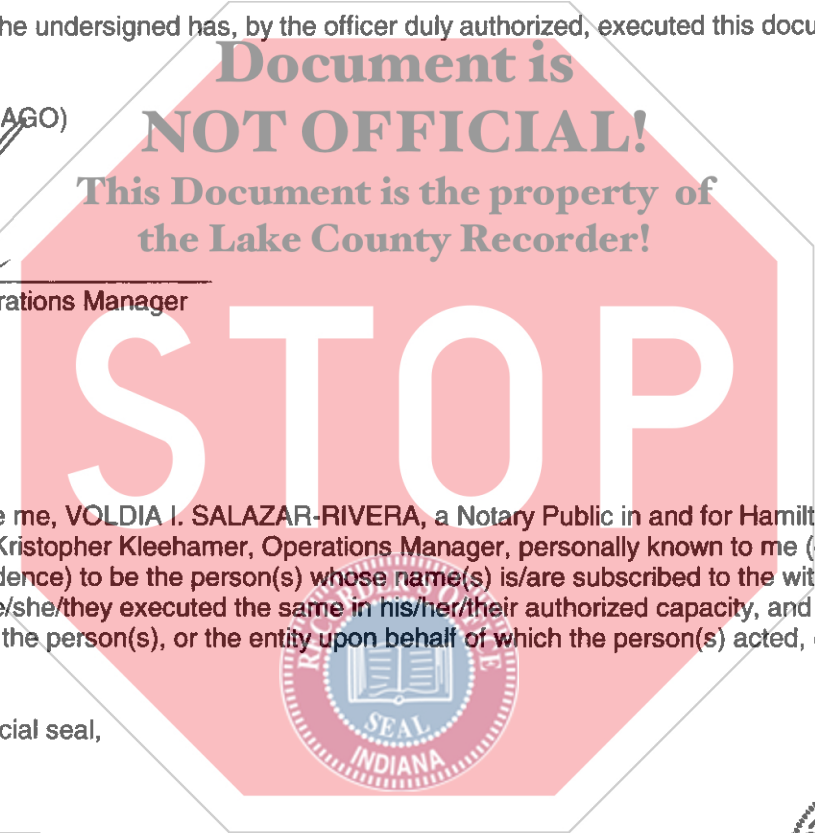 he undersigned has, by the officer duly authorized, executed this docu
Document is
AGO)
NOT OFFICIAL!
This Document is the property of
the Lake County Recorder!
rations Manager
STOP
e me, VOLDIA I. SALAZAR-RIVERA, a Notary Public in and for Hamilt
Kristopher Kleehamer, Operations Manager, personally known to me (
dence) to be the person(s) whose name(s) is/are subscribed to the wit
e/she/they executed the same in his/her/their authorized capacity, and
the person(s), or the entity upon behalf of which the person(s) acted,
RECORDER'S OFFICE
SEAL
INDIANA
cial seal,